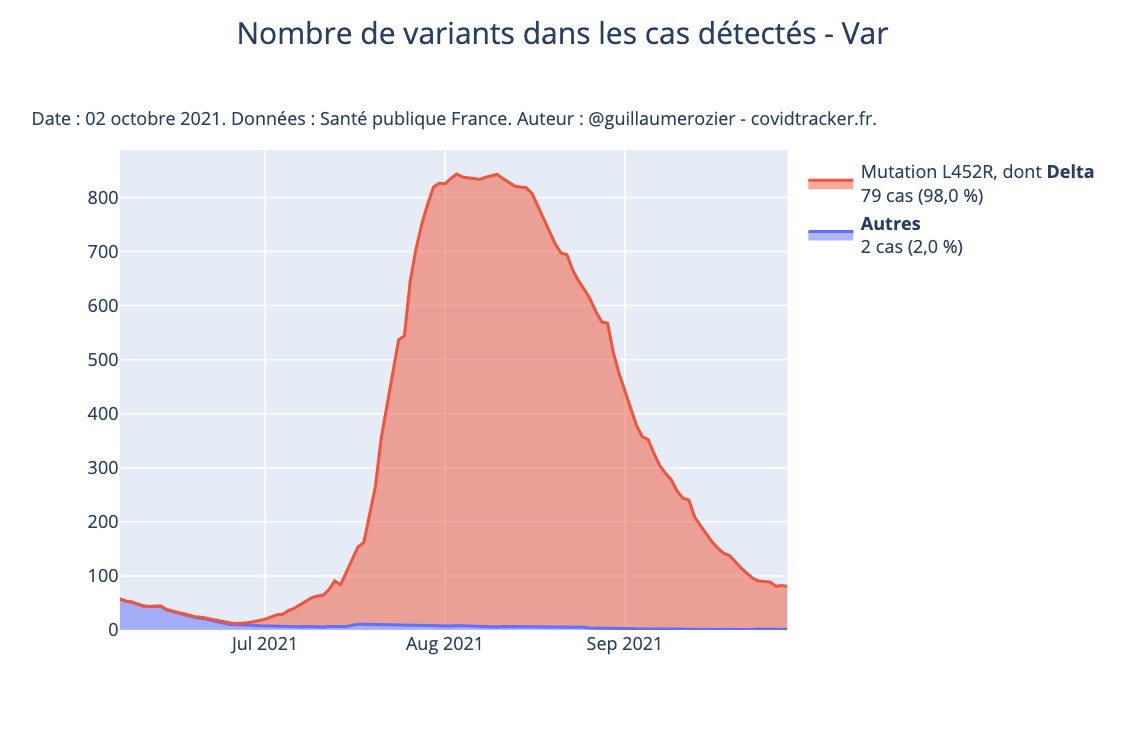 Nombre de variants dans les cas détectés - Var
Date : 02 octobre 2021. Données : Santé publique France. Auteur : @guillaumerozier - covidtracker.fr.
Mutation L452R, dont Delta
79 cas (98,0 %)
Autres
2 cas (2,0 %)
800
700
600
500
400
300
200
100
0
Jul 2021
Aug 2021
Sep 2021